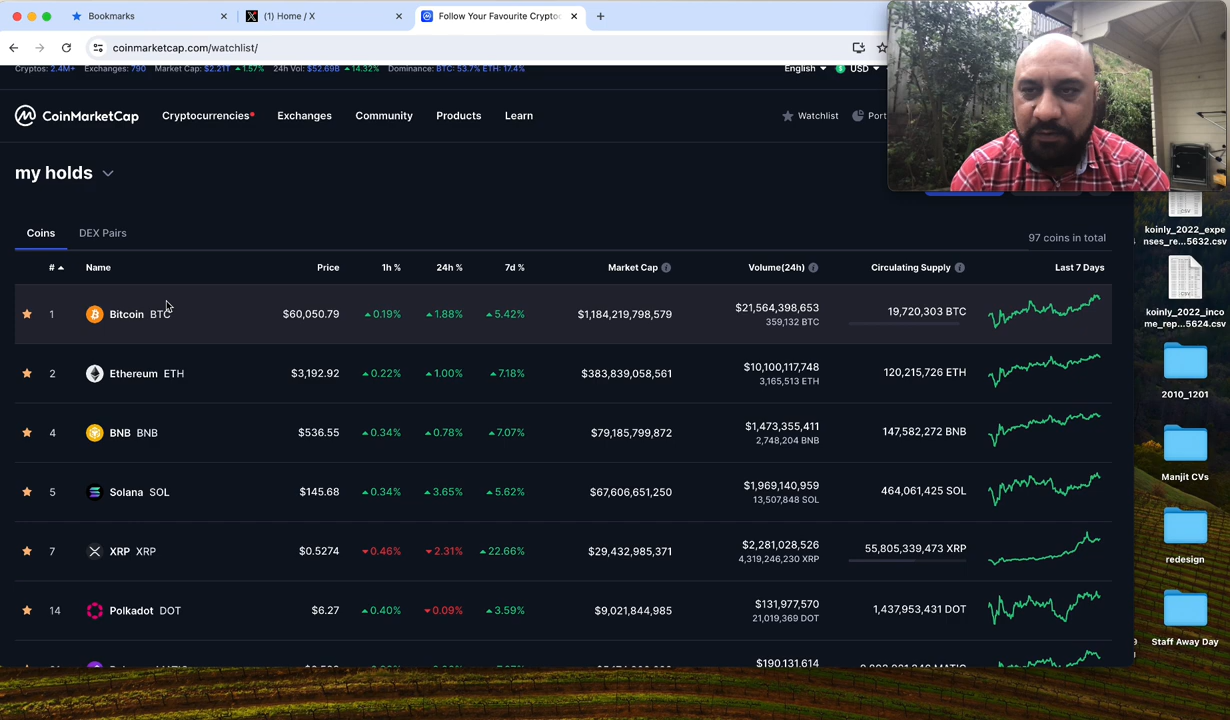 Bookmarks
(1) Home / X
Follow Your Favourite Crypto
coinmarketcap.com/watchlist/
Cryptos: 2.4M+ Exchanges: 790 Market Cap: $2.21T 1.57% 24h Vol: $52.69B 14.32% Dominance: BTC: 53.7% ETH: 17.4%
English USD
CoinMarketCap Cryptocurrencies Exchanges Community Products Learn Watchlist
my holds
Coins DEX Pairs 97 coins in total
# Name Price 1h % 24h % 7d % Market Cap Volume(24h) Circulating Supply Last 7 Days
1 Bitcoin BTC $60,050.79 0.19% 1.88% 5.42% $1,184,219,798,579 $21,564,398,653 19,720,303 BTC
359,132 BTC
2 Ethereum ETH $3,192.92 0.22% 1.00% 7.18% $383,839,058,561 $10,100,117,748 120,215,726 ETH
3,165,513 ETH
4 BNB BNB $536.55 0.34% 0.78% 7.07% $79,185,799,872 $1,473,355,411 147,582,272 BNB
2,748,204 BNB
5 Solana SOL $145.68 0.34% 3.65% 5.62% $67,606,651,250 $1,969,140,959 464,061,425 SOL
13,507,848 SOL
7 XRP XRP $0.5274 0.46% 2.31% 22.66% $29,432,985,371 $2,281,028,526 55,805,339,473 XRP
4,319,246,230 XRP
14 Polkadot DOT $6.27 0.40% 0.09% 3.59% $9,021,844,985 $131,977,570 1,437,953,431 DOT
21,019,369 DOT
$190,131,614
koinly_2022_expe
nses_re...5632.csv
koinly_2022_inco
me_rep...5624.csv
2010_1201
Manjit CVs
redesign
Staff Away Day